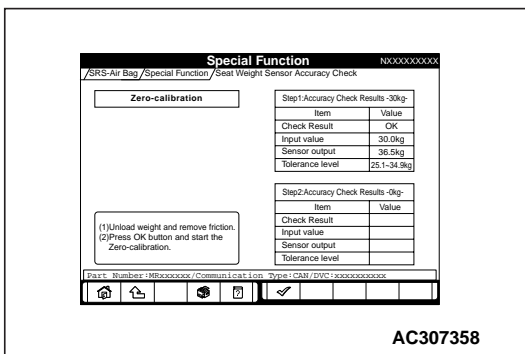 Special Function
NXXXXXXXXX
SRS-Air Bag/Special Function/Seat Weight Sensor Accuracy Check
Zero-calibration
(1)Unload weight and remove friction.
(2)Press OK button and start the
Zero-calibration.
Step1:Accuracy Check Results -30kg-
Item Value
Check Result OK
Input value 30.0kg
Sensor output 36.5kg
Tolerance level 25.1~34.9kg
Step2:Accuracy Check Results -0kg-
Item Value
Check Result
Input value
Sensor output
Tolerance level
Part Number:MRxxxxxx/Communication Type:CAN/DVC:xxxxxxxxxx
?
AC307358